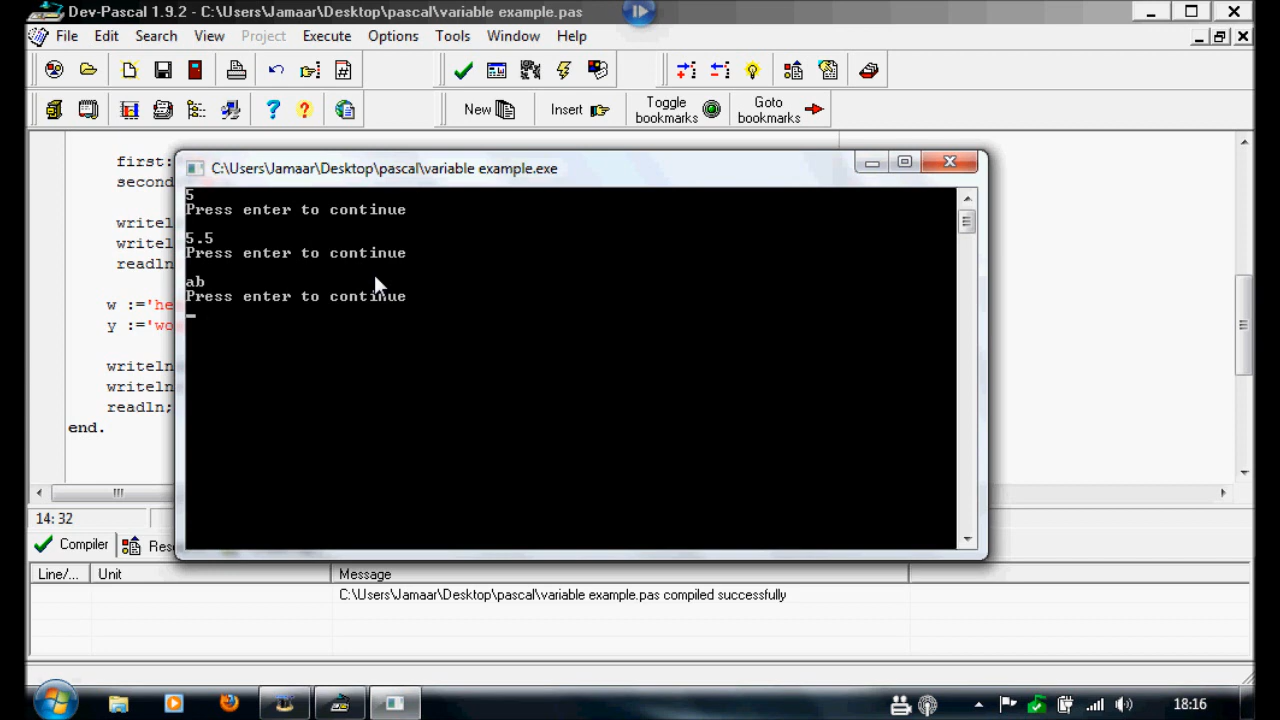 Dev-Pascal 1.9.2 - C:\Users\Jamaar\Desktop\pascal\variable example.pas
File Edit Search View Project Execute Options Tools Window Help
New Insert Toggle bookmarks Goto bookmarks
first:
second
writel
writel
readln
w :='he
y :='wo
writeln
writeln
readln;
end.
C:\Users\Jamaar\Desktop\pascal\variable example.exe
5
Press enter to continue
5.5
Press enter to continue
ab
Press enter to continue
14: 32
Compiler Res
Line/... Unit Message
C:\Users\Jamaar\Desktop\pascal\variable example.pas compiled successfully
18:16